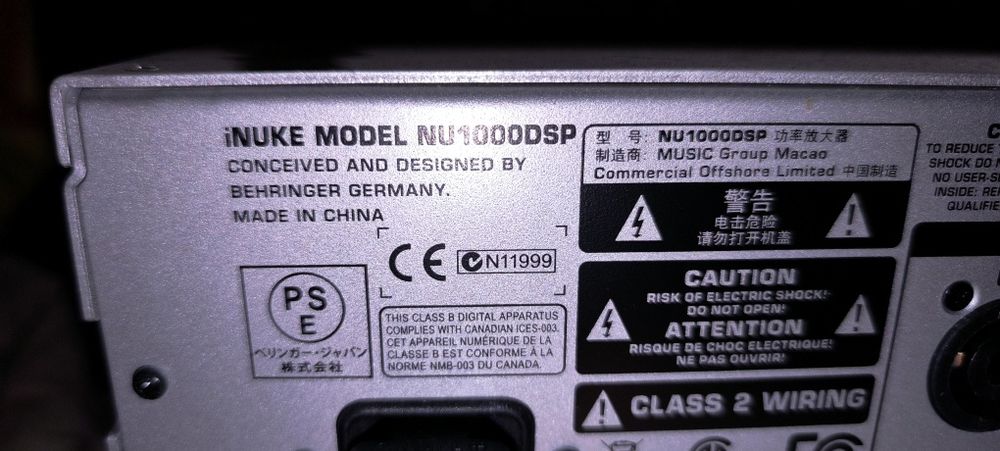 iNUKE MODEL NU1000DSP
CONCEIVED AND DESIGNED BY
BEHRINGER GERMANY.
MADE IN CHINA
型 号: NU1000DSP 功率放大器
制造商: MUSIC Group Macao
Commercial Offshore Limited 中国制造
警告
电击危险
请勿打开机盖
CE
N11999
PS
E
ベリンガー・ジャパン
株式会社
THIS CLASS B DIGITAL APPARATUS
COMPLIES WITH CANADIAN ICES-003.
CET APPAREIL NUMÉRIQUE DE LA
CLASSE B EST CONFORME À LA
NORME NMB-003 DU CANADA.
CAUTION
RISK OF ELECTRIC SHOCK!
DO NOT OPEN!
ATTENTION
RISQUE DE CHOC ELECTRIQUE!
NE PAS OUVRIR!
CLASS 2 WIRING
TO REDUCE
SHOCK DO
NO USER-
INSIDE: